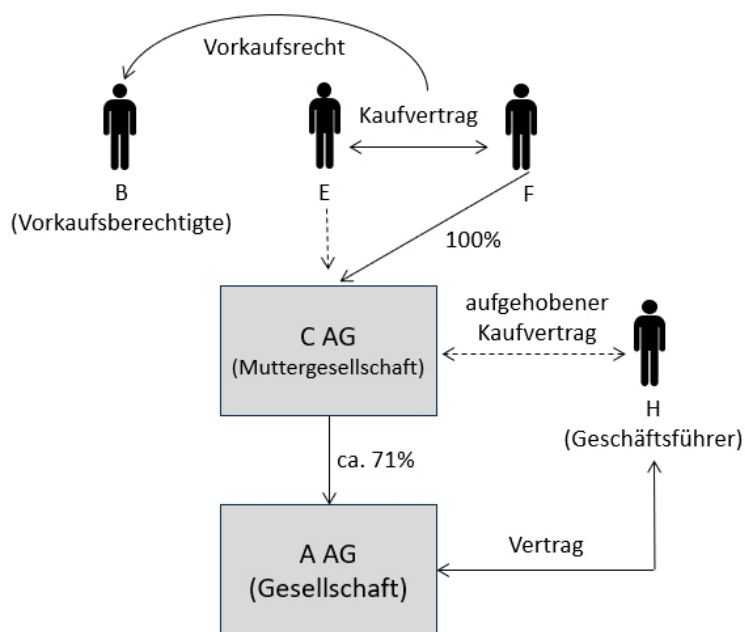 Vorkaufsrecht
Kaufvertrag
B
(Vorkaufsberechtigte)
E
F
100%
C AG
(Muttergesellschaft)
aufgehobener
Kaufvertrag
H
(Geschäftsführer)
ca. 71%
A AG
(Gesellschaft)
Vertrag